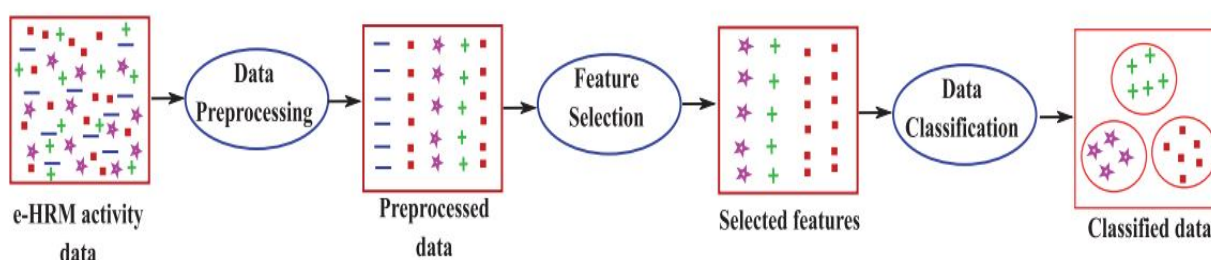 e-HRM activity
data
Data
Preprocessing
Preprocessed
data
Feature
Selection
Selected features
Data
Classification
Classified data